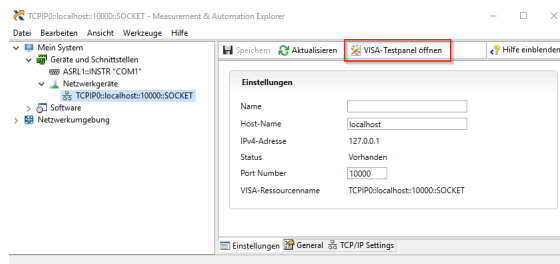 TCPIP0::localhost::10000::SOCKET - Measurement & Automation Explorer
Datei Bearbeiten Ansicht Werkzeuge Hilfe
Mein System
Geräte und Schnittstellen
ASRL1::INSTR "COM1"
Netzwerkgeräte
TCPIP0::localhost::10000::SOCKET
Software
Netzwerkumgebung
Speichern Aktualisieren VISA-Testpanel öffnen Hilfe einblenden
Einstellungen
Name
Host-Name localhost
IPv4-Adresse 127.0.0.1
Status Vorhanden
Port Number 10000
VISA-Ressourcenname TCPIP0::localhost::10000::SOCKET
Einstellungen General TCP/IP Settings